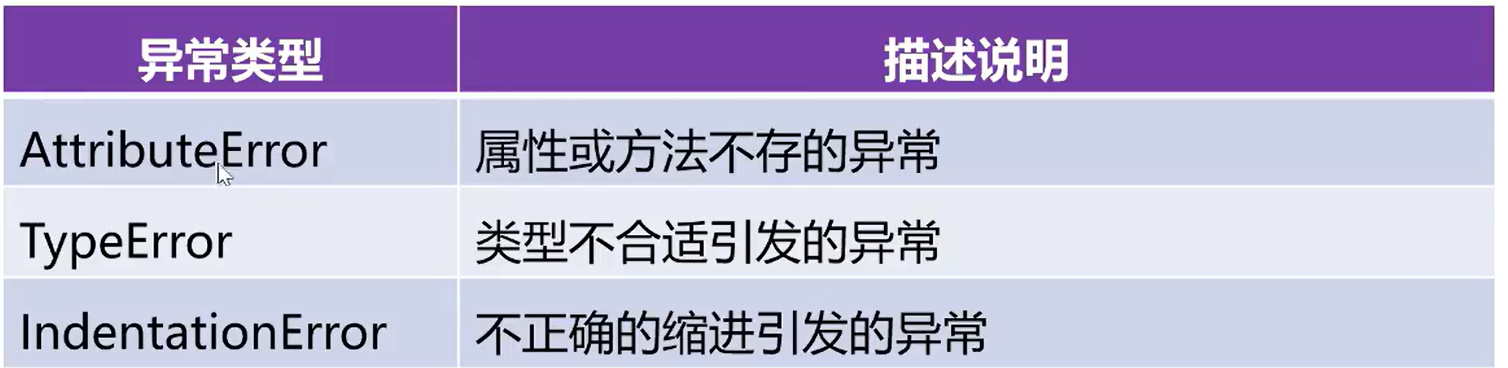 异常类型 描述说明
AttributeError 属性或方法不存的异常
TypeError 类型不合适引发的异常
IndentationError 不正确的缩进引发的异常